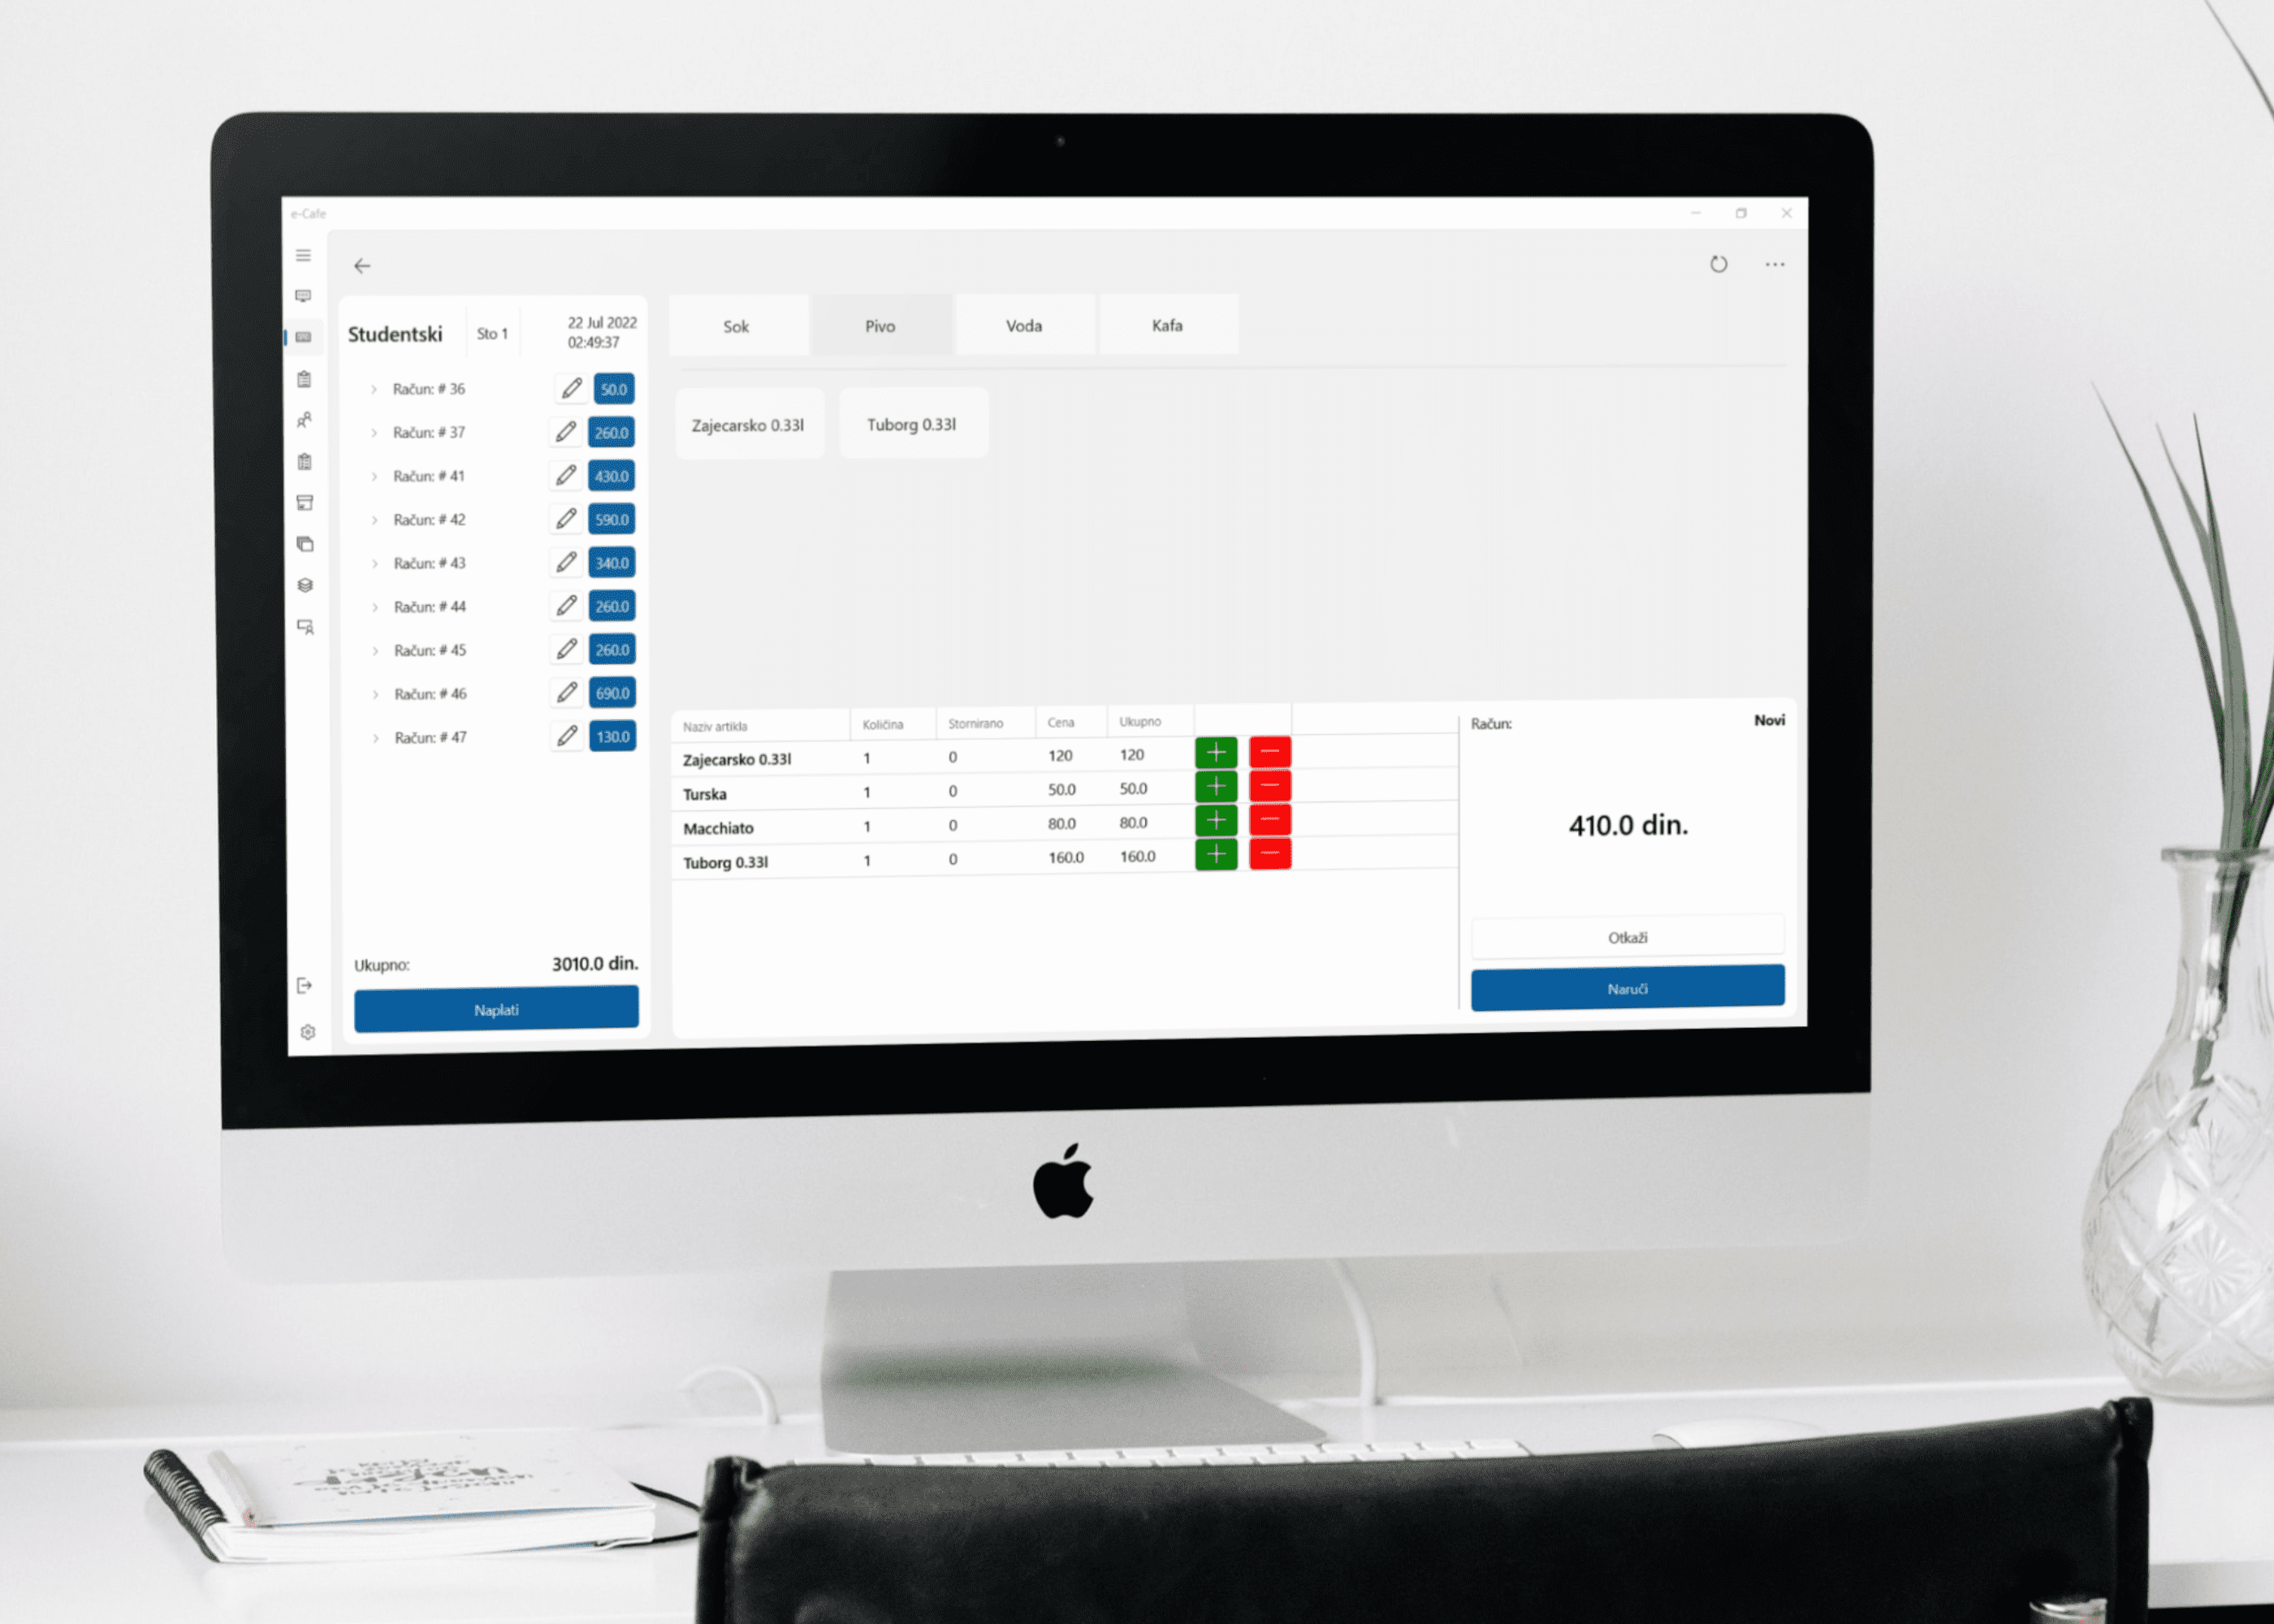 e-Cafe
Studentski
Sto 1
22 Jul 2022
02:49:37
Račun: # 36
50.0
Račun: # 37
260.0
Račun: # 41
430.0
Račun: # 42
590.0
Račun: # 43
340.0
Račun: # 44
260.0
Račun: # 45
260.0
Račun: # 46
690.0
Račun: # 47
130.0
Ukupno: 3010.0 din.
Naplati
Sok Pivo Voda Kafa
Zajecarsko 0.33l Tuborg 0.33l
Naziv artikla Količina Stornirano Cena Ukupno
Zajecarsko 0.33l 1 0 120 120
Turska 1 0 50.0 50.0
Macchiato 1 0 80.0 80.0
Tuborg 0.33l 1 0 160.0 160.0
Račun: Novi
410.0 din.
Otkaži
Naruči